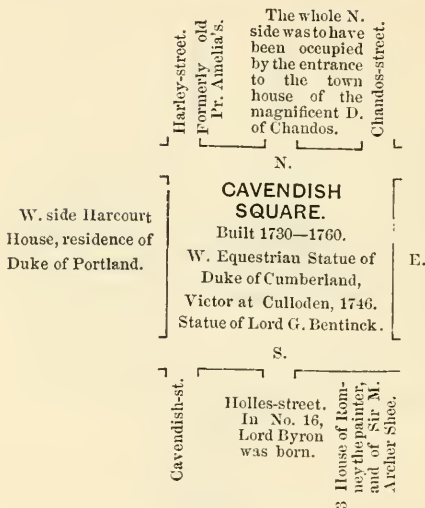 Harley-street.
Formerly old
Pr. Amelia's.
The whole N.
side was to have
been occupied
by the entrance
to the town
house of the
magnificent D.
of Chandos.
Chandos-street.
N.
W. side Harcourt
House, residence of
Duke of Portland.
CAVENDISH
SQUARE.
Built 1730—1760.
W. Equestrian Statue of
Duke of Cumberland,
Victor at Culloden, 1746.
Statue of Lord G. Bentinck.
E.
S.
Cavendish-st.
Holles-street.
In No. 16,
Lord Byron
was born.
House of Rom-
ney the painter,
and of Sir M.
Archer Shee.